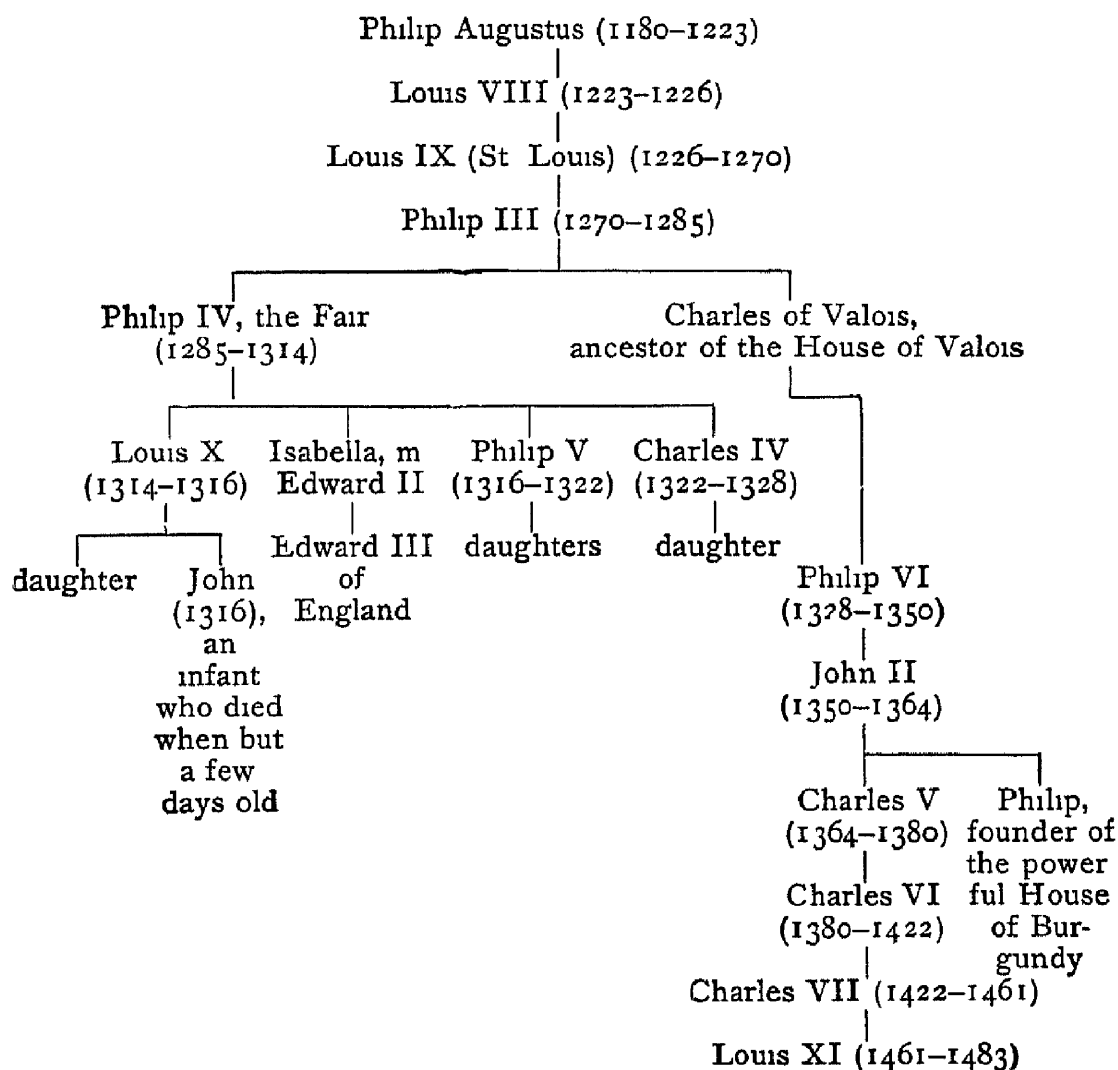 Philip Augustus (1180–1223)
Louis VIII (1223–1226)
Louis IX (St Louis) (1226–1270)
Philip III (1270–1285)
Philip IV, the Fair
(1285–1314)
Charles of Valois,
ancestor of the House of Valois
Louis X
(1314–1316)
Isabella, m
Edward II
Philip V
(1316–1322)
Charles IV
(1322–1328)
daughter
John
(1316),
an
infant
who died
when but
a few
days old
Edward III
of
England
daughters
daughter
Philip VI
(1328–1350)
John II
(1350–1364)
Charles V
(1364–1380)
Philip,
founder of
the power
ful House
of Bur-
gundy
Charles VI
(1380–1422)
Charles VII (1422–1461)
Louis XI (1461–1483)